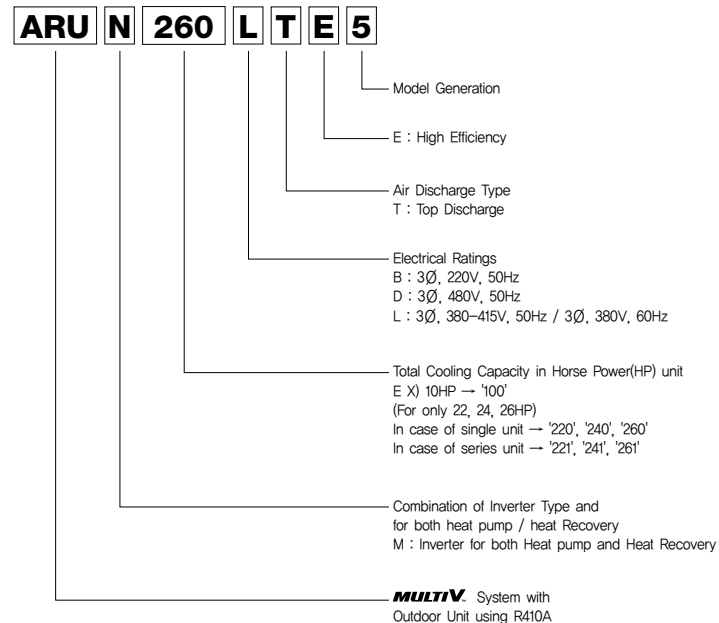 ARU N 260 L T E 5
Model Generation
E : High Efficiency
Air Discharge Type
T : Top Discharge
Electrical Ratings
B : 3Ø, 220V, 50Hz
D : 3Ø, 480V, 50Hz
L : 3Ø, 380-415V, 50Hz / 3Ø, 380V, 60Hz
Total Cooling Capacity in Horse Power(HP) unit
E X) 10HP → '100'
(For only 22, 24, 26HP)
In case of single unit → '220', '240', '260'
In case of series unit → '221', '241', '261'
Combination of Inverter Type and
for both heat pump / heat Recovery
M : Inverter for both Heat pump and Heat Recovery
MULTI V. System with
Outdoor Unit using R410A